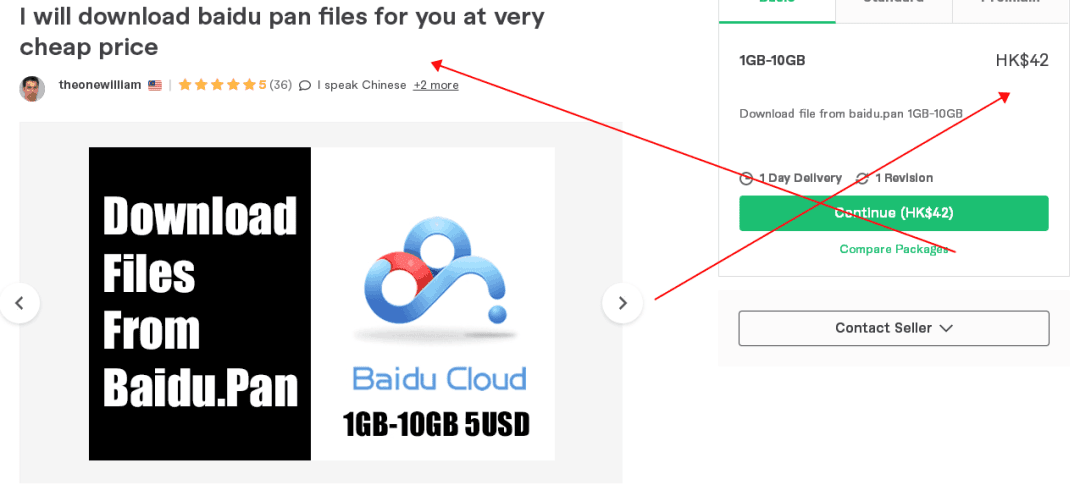 I will download baidu pan files for you at very
cheap price
theonewilliam | 5 (36) I speak Chinese +2 more
Download
Files
From
Baidu.Pan
Baidu Cloud
1GB-10GB 5USD
Basic Standard Premium
1GB-10GB HK$42
Download file from baidu.pan 1GB-10GB
1 Day Delivery 1 Revision
Continue (HK$42)
Compare Packages
Contact Seller